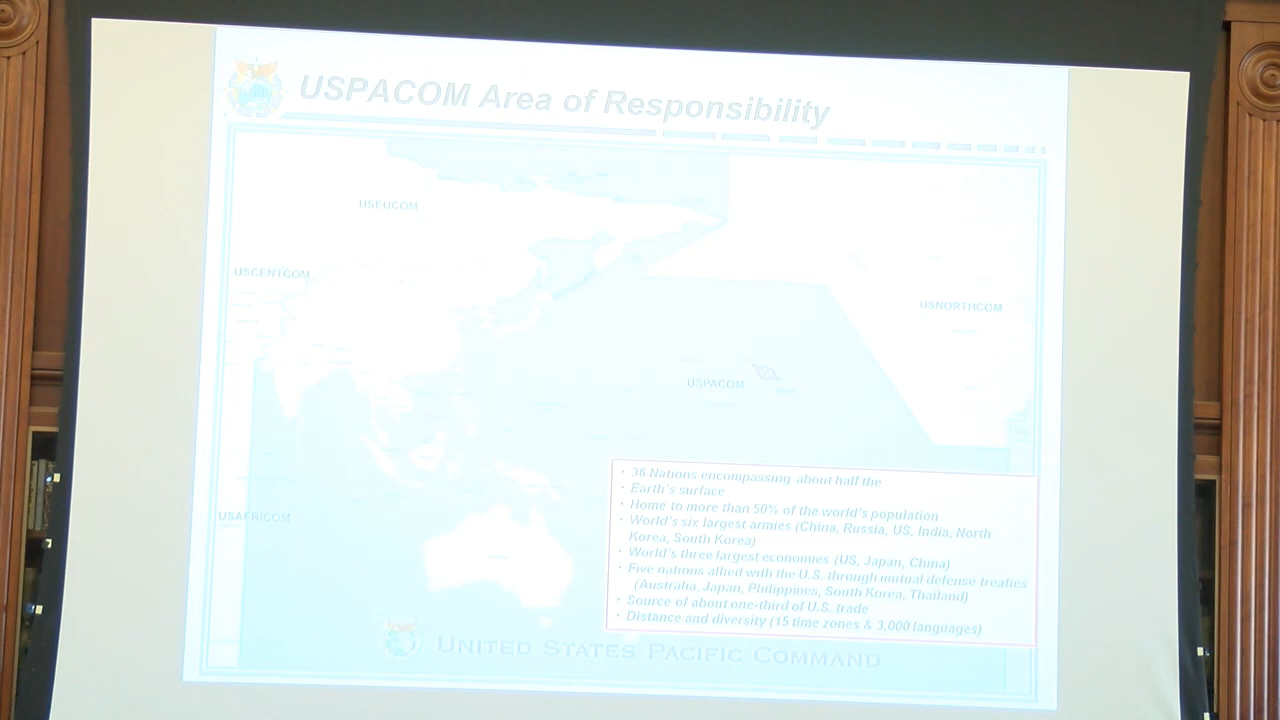 USPACOM Area of Responsibility
USEUCOM
USCENTCOM
USNORTHCOM
USPACOM
USAFRICOM
• 36 Nations encompassing about half the
• Earth's surface
• Home to more than 50% of the world's population
• World's six largest armies (China, Russia, US, India, North
Korea, South Korea)
• World's three largest economies (US, Japan, China)
• Five nations allied with the U.S. through mutual defense treaties
(Australia, Japan, Philippines, South Korea, Thailand)
• Source of about one-third of U.S. trade
• Distance and diversity (15 time zones & 3,000 languages)
UNITED STATES PACIFIC COMMAND